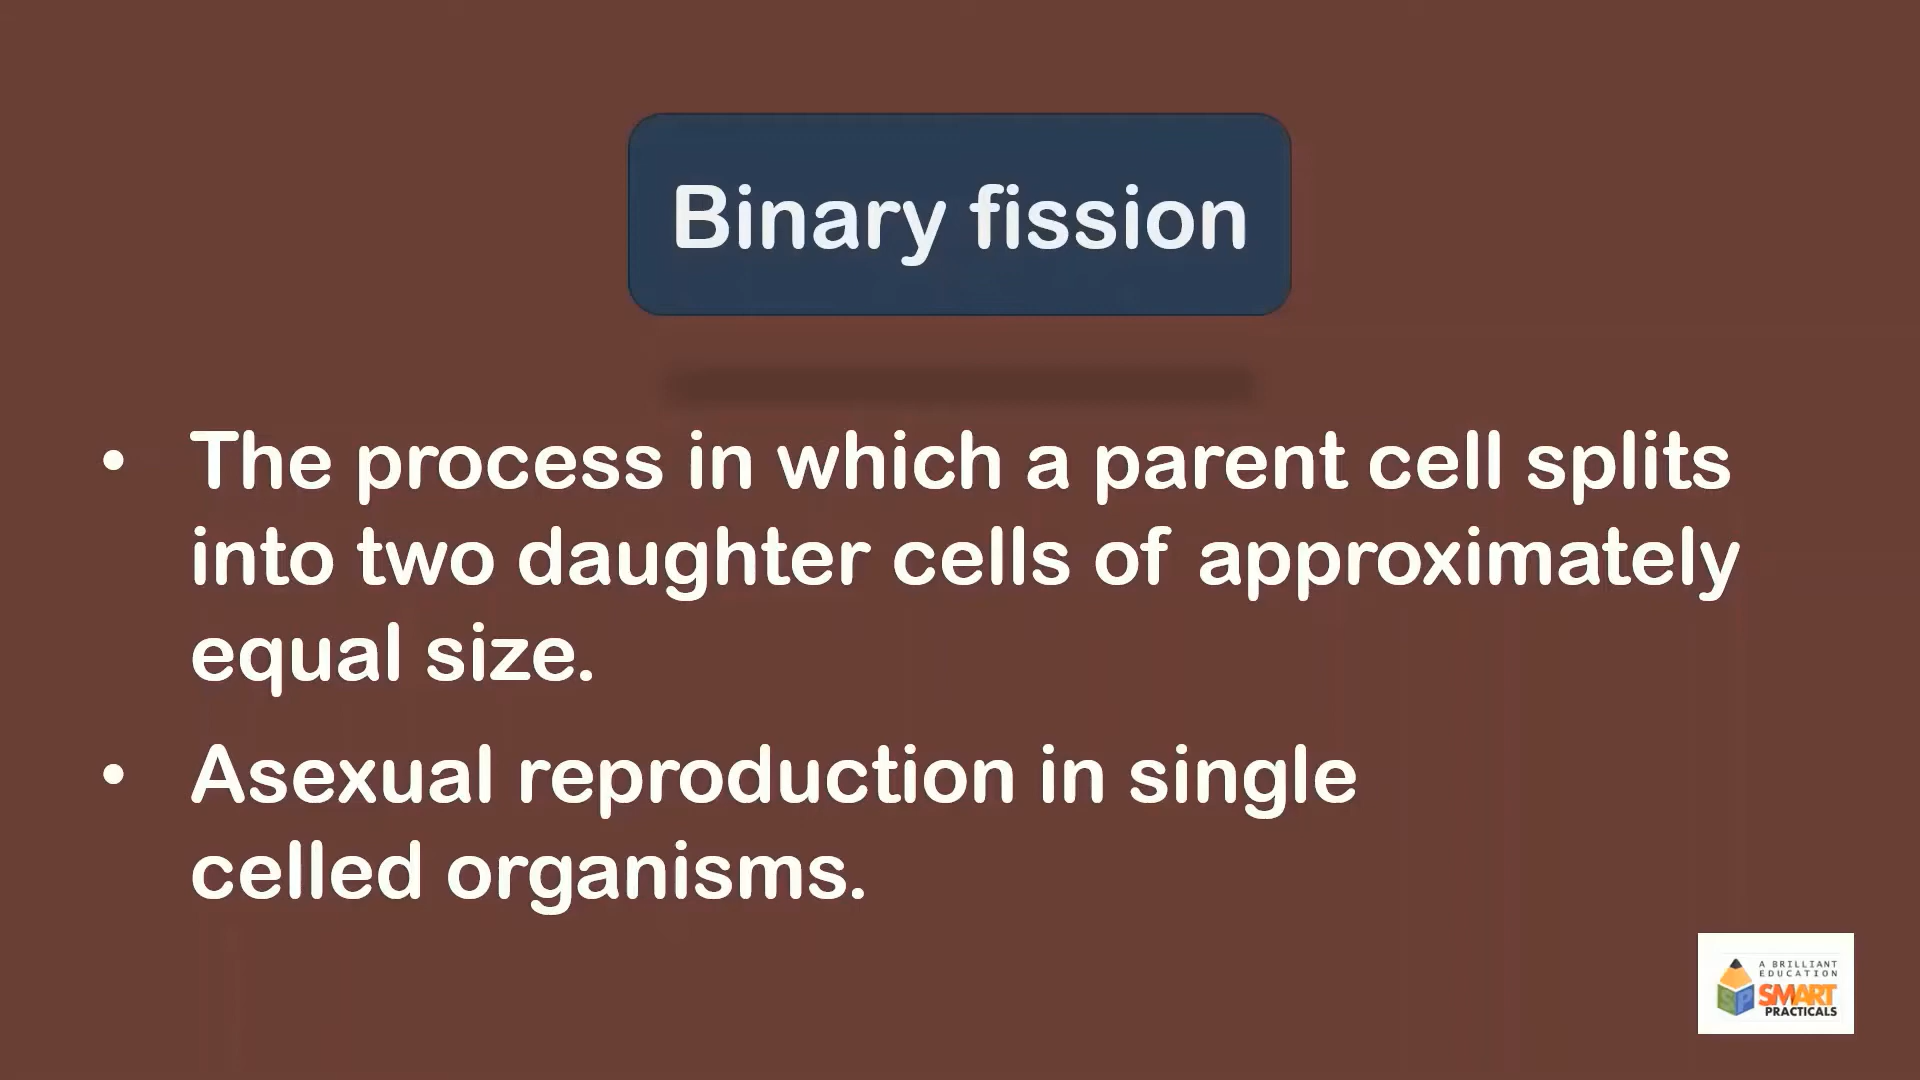 Binary fission
• The process in which a parent cell splits
into two daughter cells of approximately
equal size.
• Asexual reproduction in single
celled organisms.
A BRILLIANT
EDUCATION
SP
SMART
PRACTICALS